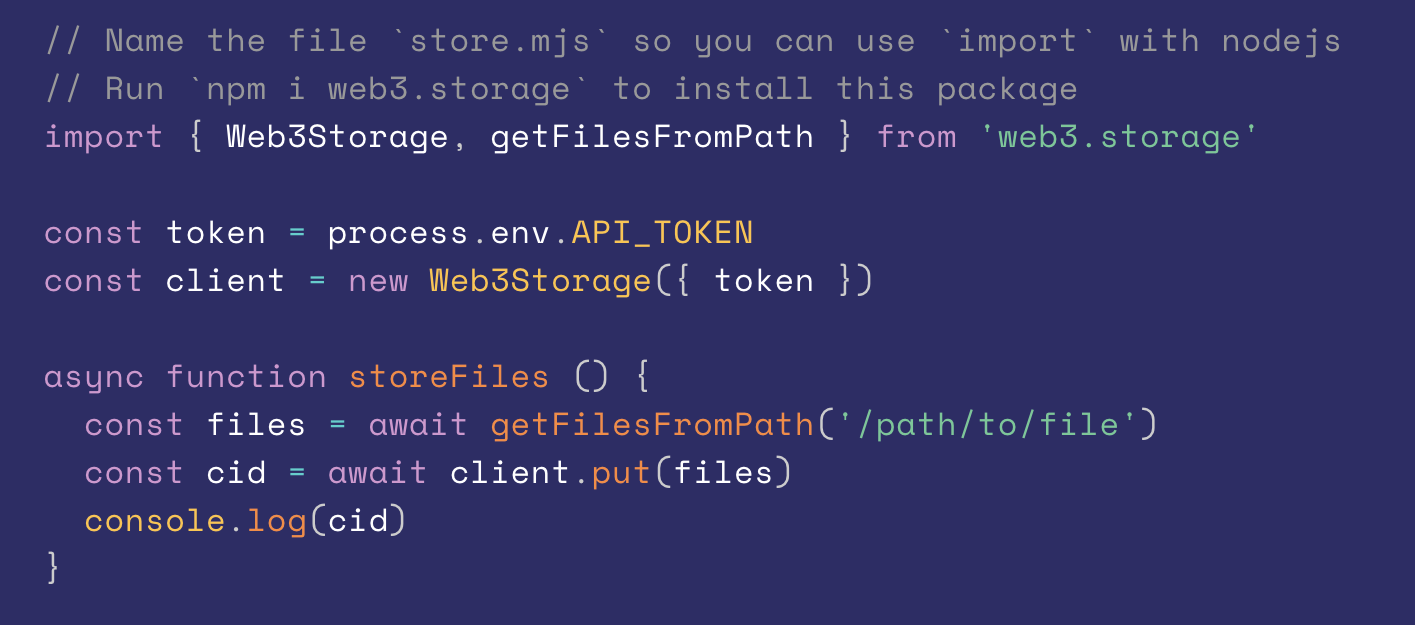 // Name the file `store.mjs` so you can use `import` with nodejs
// Run `npm i web3.storage` to install this package
import { Web3Storage, getFilesFromPath } from 'web3.storage'
const token = process.env.API_TOKEN
const client = new Web3Storage({ token })
async function storeFiles () {
  const files = await getFilesFromPath('/path/to/file')
  const cid = await client.put(files)
  console.log(cid)
}